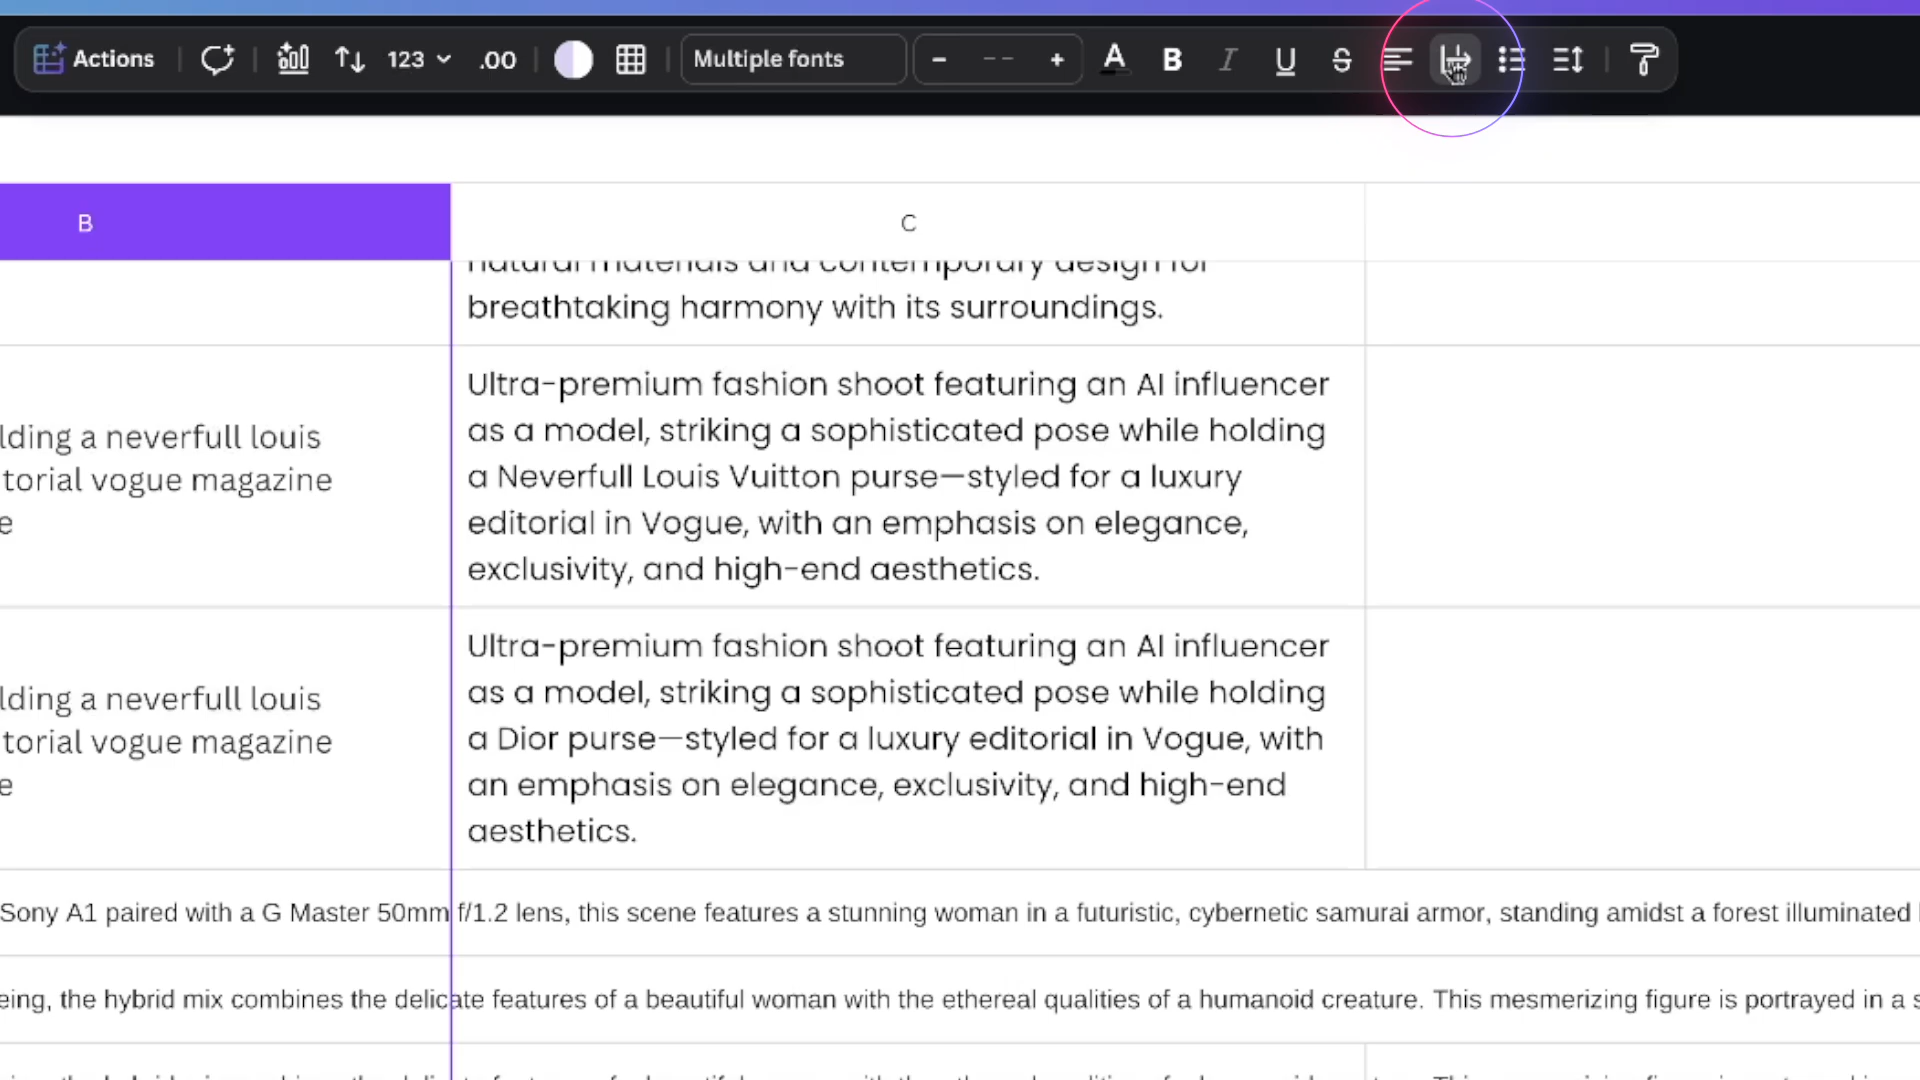 Actions 123 .00 Multiple fonts - -- + A B I U S
B C
natural materials and contemporary design for
breathtaking harmony with its surroundings.
lding a neverfull louis
torial vogue magazine
e
Ultra-premium fashion shoot featuring an AI influencer
as a model, striking a sophisticated pose while holding
a Neverfull Louis Vuitton purse—styled for a luxury
editorial in Vogue, with an emphasis on elegance,
exclusivity, and high-end aesthetics.
lding a neverfull louis
torial vogue magazine
e
Ultra-premium fashion shoot featuring an AI influencer
as a model, striking a sophisticated pose while holding
a Dior purse—styled for a luxury editorial in Vogue, with
an emphasis on elegance, exclusivity, and high-end
aesthetics.
Sony A1 paired with a G Master 50mm f/1.2 lens, this scene features a stunning woman in a futuristic, cybernetic samurai armor, standing amidst a forest illuminated
eing, the hybrid mix combines the delicate features of a beautiful woman with the ethereal qualities of a humanoid creature. This mesmerizing figure is portrayed in a s